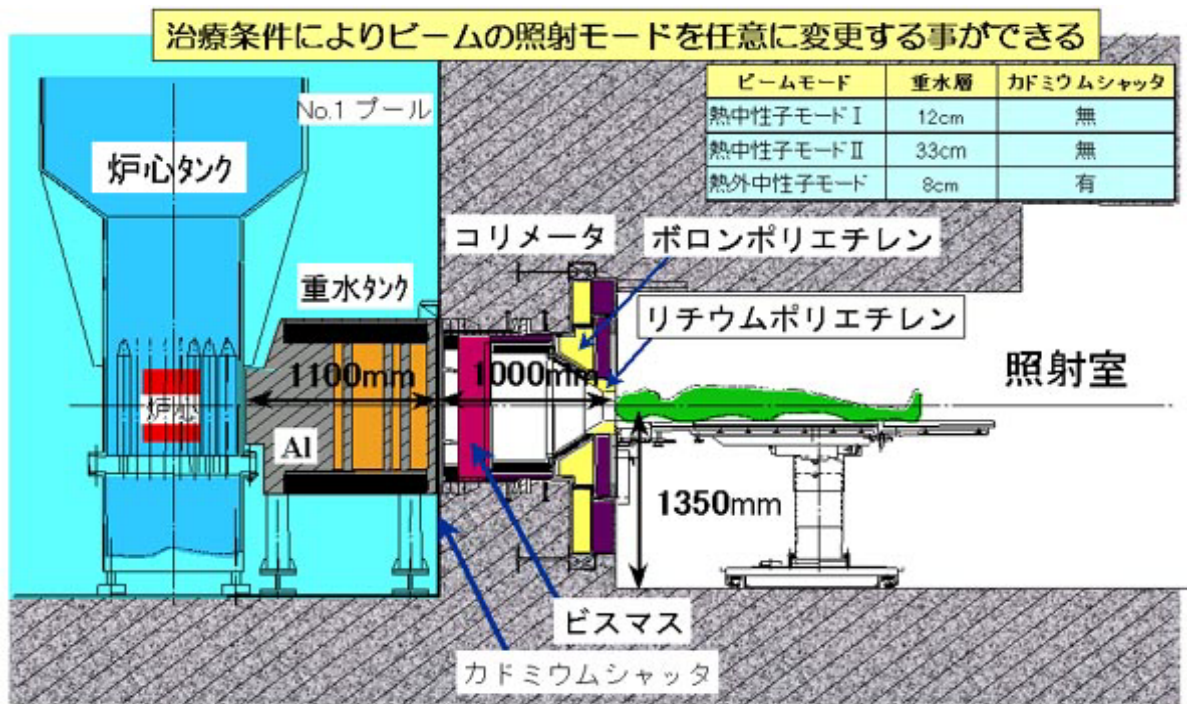 治療条件によりビームの照射モードを任意に変更する事ができる
ビームモード 重水層 カドミウムシャッタ
熱中性子モードⅠ 12cm 無
熱中性子モードⅡ 33cm 無
熱外中性子モード 8cm 有
No.1 プール
炉心タンク
コリメータ
ボロンポリエチレン
重水タンク
リチウムポリエチレン
照射室
1100mm
1000mm
炉心
Al
1350mm
ビスマス
カドミウムシャッタ